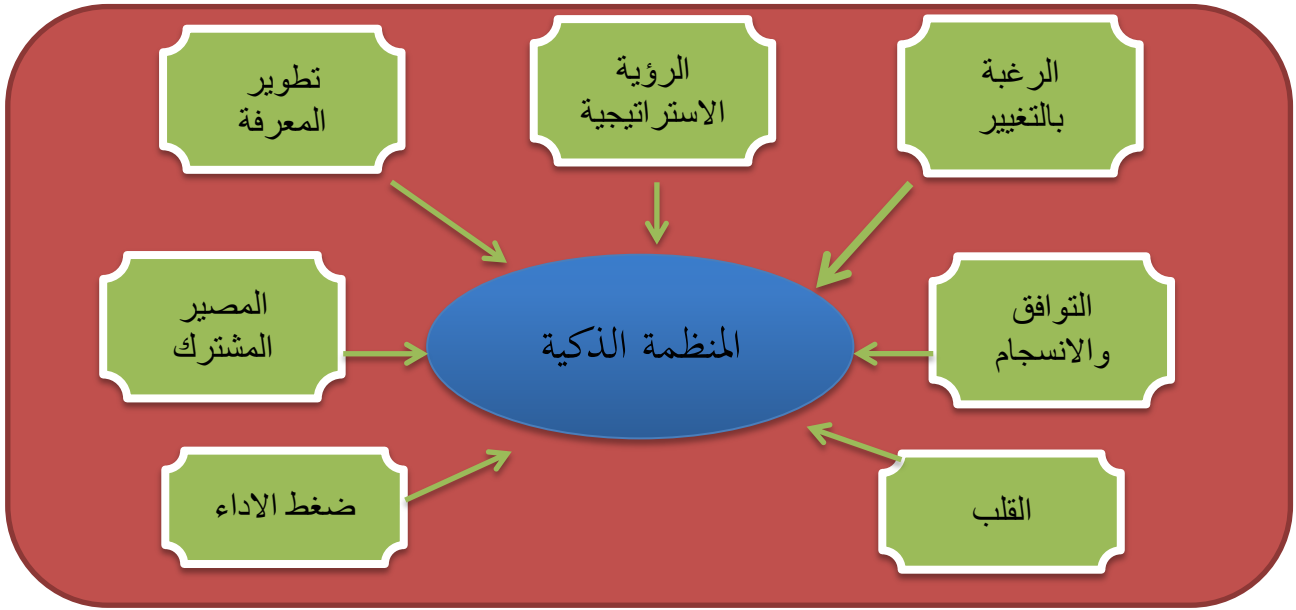 الرغبة
بالتغيير
الرؤية
الاستراتيجية
تطوير
المعرفة
التوافق
والانسجام
المنظمة الذكية
المصير
المشترك
القلب
ضغط الاداء